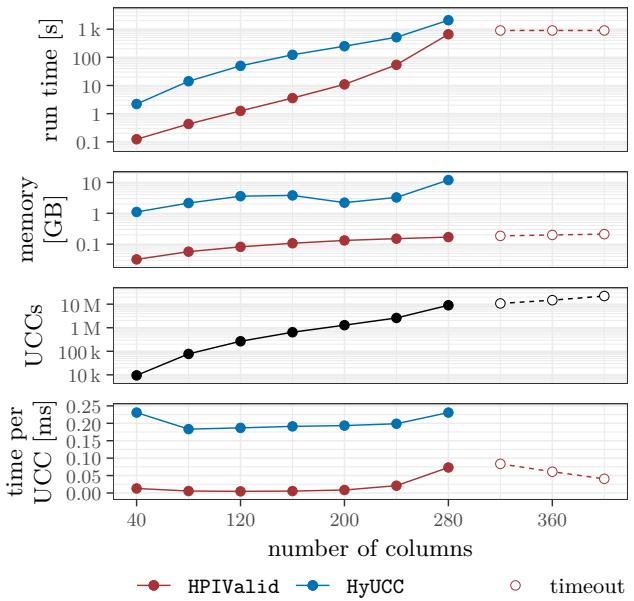 run time [s]
1 k
100
10
1
0.1
memory
[GB]
10
1
0.1
UCCs
10 M
1 M
100 k
10 k
time per
UCC [ms]
0.25
0.20
0.15
0.10
0.05
0.00
40 120 200 280 360
number of columns
HPIValid HyUCC timeout